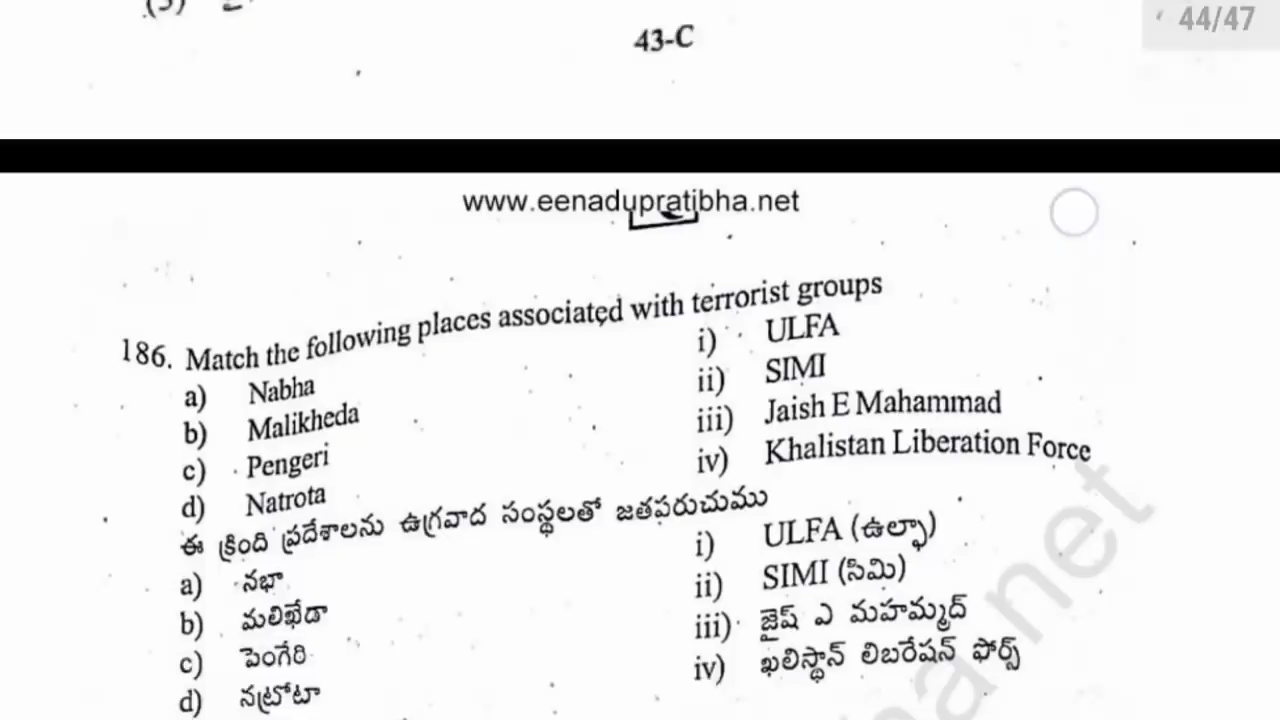 44/47
43-C
www.eenadupratibha.net
186. Match the following places associated with terrorist groups
a) Nabha i) ULFA
b) Malikheda ii) SIMI
c) Pengeri iii) Jaish E Mahammad
d) Natrota iv) Khalistan Liberation Force
ఈ క్రింది ప్రదేశాలను ఉగ్రవాద సంస్థలతో జతపరుచుము
a) నభా i) ULFA (ఉల్ఫా)
b) మలిఖేడా ii) SIMI (సిమి)
c) పెంగేరి iii) జైష్ ఎ మహమ్మద్
d) నట్రోటా iv) ఖలిస్థాన్ లిబరేషన్ ఫోర్స్